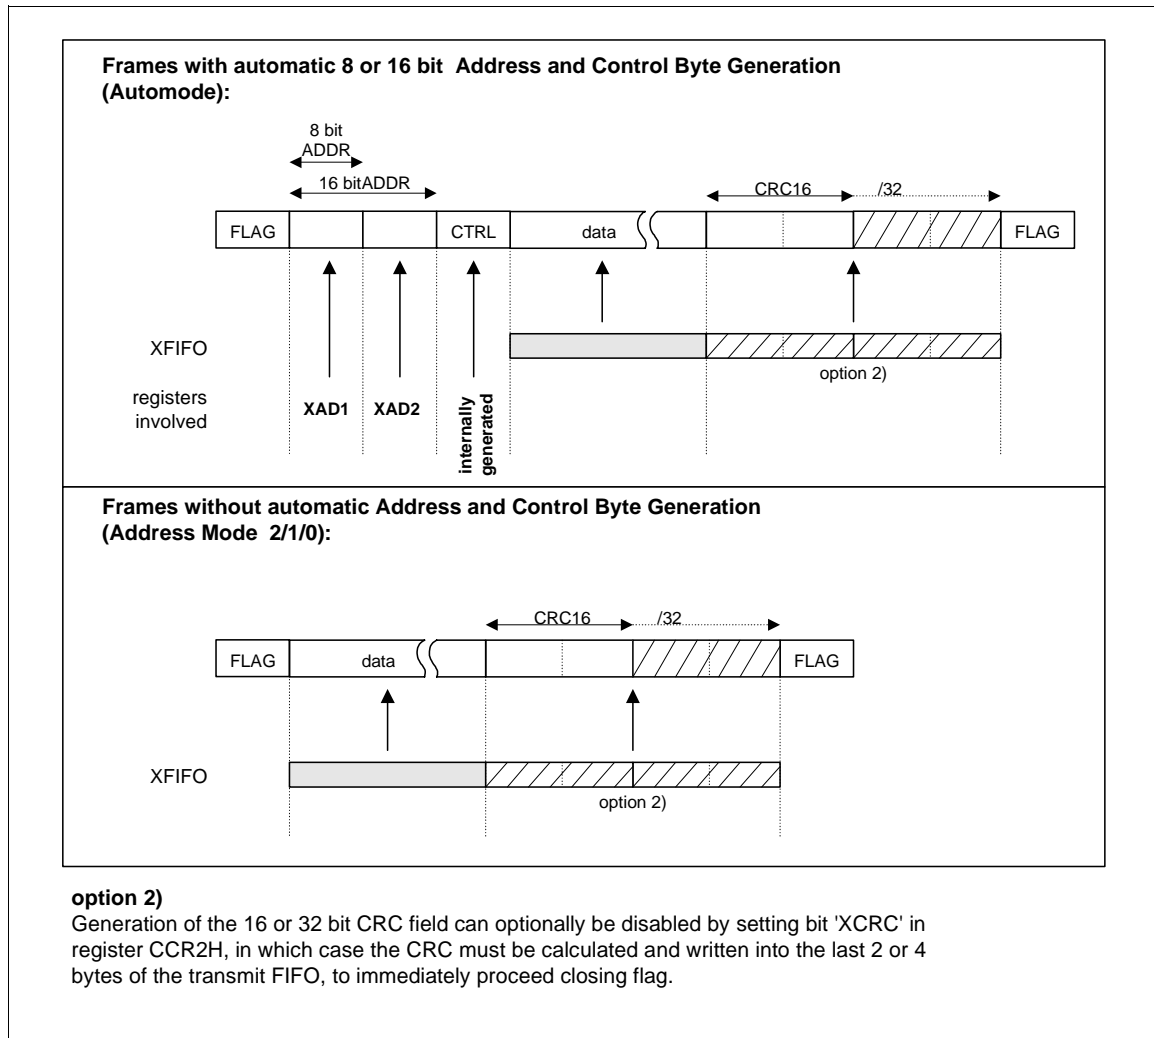 Frames with automatic 8 or 16 bit  Address and Control Byte Generation
(Automode):
8 bit
ADDR
16 bitADDR
CRC16
/32
FLAG
CTRL
data
FLAG
XFIFO
option 2)
registers
involved
XAD1
XAD2
internally
generated
Frames without automatic Address and Control Byte Generation
(Address Mode  2/1/0):
CRC16
/32
FLAG
data
FLAG
XFIFO
option 2)
option 2)
Generation of the 16 or 32 bit CRC field can optionally be disabled by setting bit 'XCRC' in
register CCR2H, in which case the CRC must be calculated and written into the last 2 or 4
bytes of the transmit FIFO, to immediately proceed closing flag.